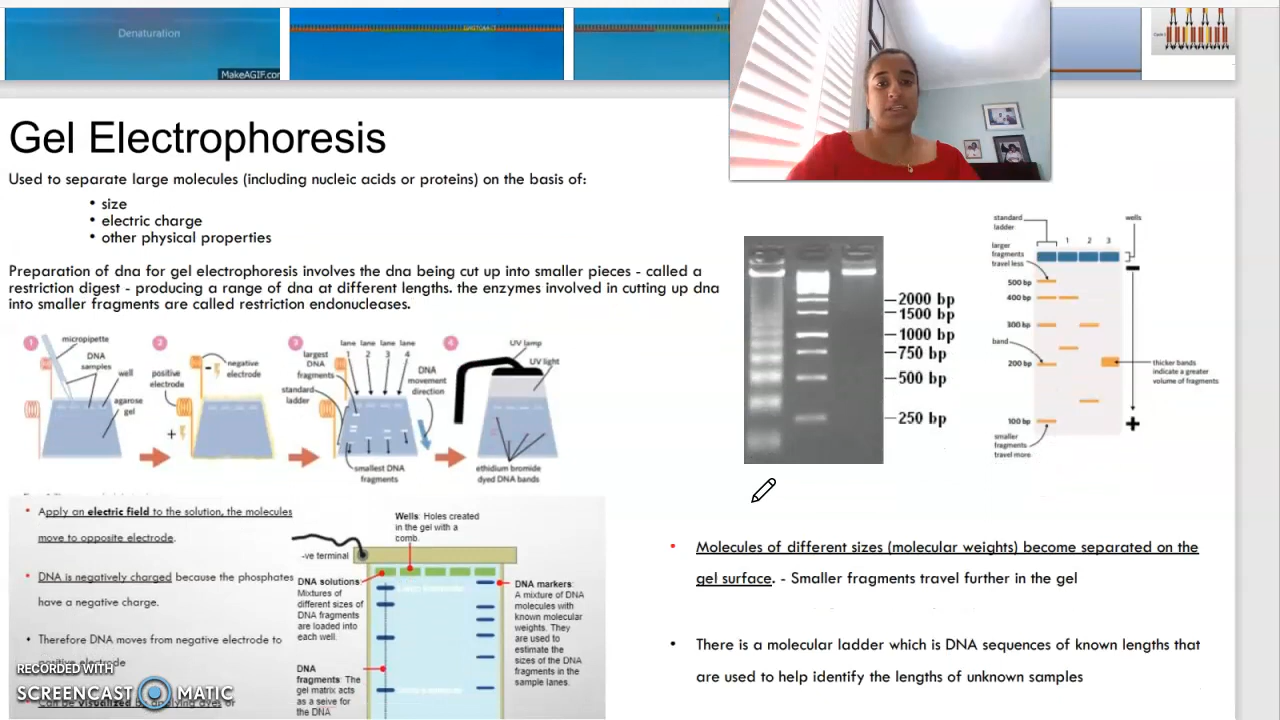 Denaturation
MakeAGIF.com
Gel Electrophoresis
Used to separate large molecules (including nucleic acids or proteins) on the basis of:
• size
• electric charge
• other physical properties
Preparation of dna for gel electrophoresis involves the dna being cut up into smaller pieces - called a
restriction digest - producing a range of dna at different lengths. the enzymes involved in cutting up dna
into smaller fragments are called restriction endonucleases.
1
micropipette
DNA
samples
well
agarose
gel
2
positive
electrode
+
-
negative
electrode
3
largest
DNA
fragments
standard
ladder
lane lane lane lane
1 2 3 4
DNA
movement
direction
smallest DNA
fragments
4
UV lamp
UV light
ethidium bromide
dyed DNA bands
2000 bp
1500 bp
1000 bp
750 bp
500 bp
250 bp
standard
ladder
wells
1 2 3
larger
fragments
travel less
500 bp
400 bp
300 bp
band
200 bp
100 bp
smaller
fragments
travel more
thicker bands
indicate a greater
volume of fragments
-
+
• Apply an electric field to the solution, the molecules
move to opposite electrode.
• DNA is negatively charged because the phosphates
have a negative charge.
• Therefore DNA moves from negative electrode to
positive electrode
Can be visualized by applying dyes or
Wells: Holes created
in the gel with a
comb.
-ve terminal
DNA solutions:
Mixtures of
different sizes of
DNA fragments
are loaded into
each well.
DNA
fragments: The
gel matrix acts
as a seive for
the DNA
DNA markers:
A mixture of DNA
molecules with
known molecular
weights. They
are used to
estimate the
sizes of the DNA
fragments in the
sample lanes.
• Molecules of different sizes (molecular weights) become separated on the
gel surface. - Smaller fragments travel further in the gel
• There is a molecular ladder which is DNA sequences of known lengths that
are used to help identify the lengths of unknown samples
RECORDED WITH
SCREENCAST MATIC